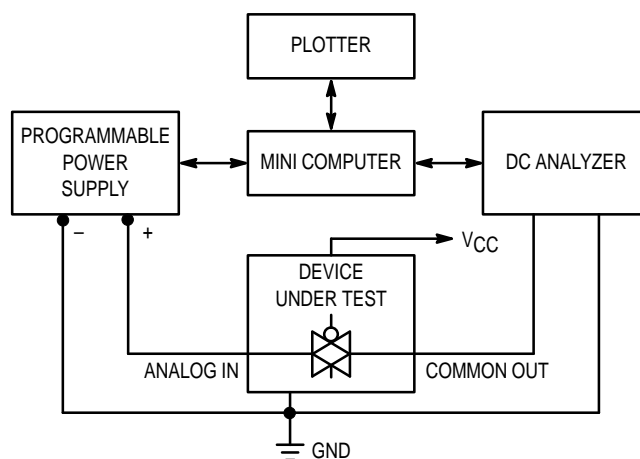 PLOTTER
PROGRAMMABLE
POWER
SUPPLY
MINI COMPUTER
DC ANALYZER
– +
VCC
DEVICE
UNDER TEST
ANALOG IN
COMMON OUT
GND